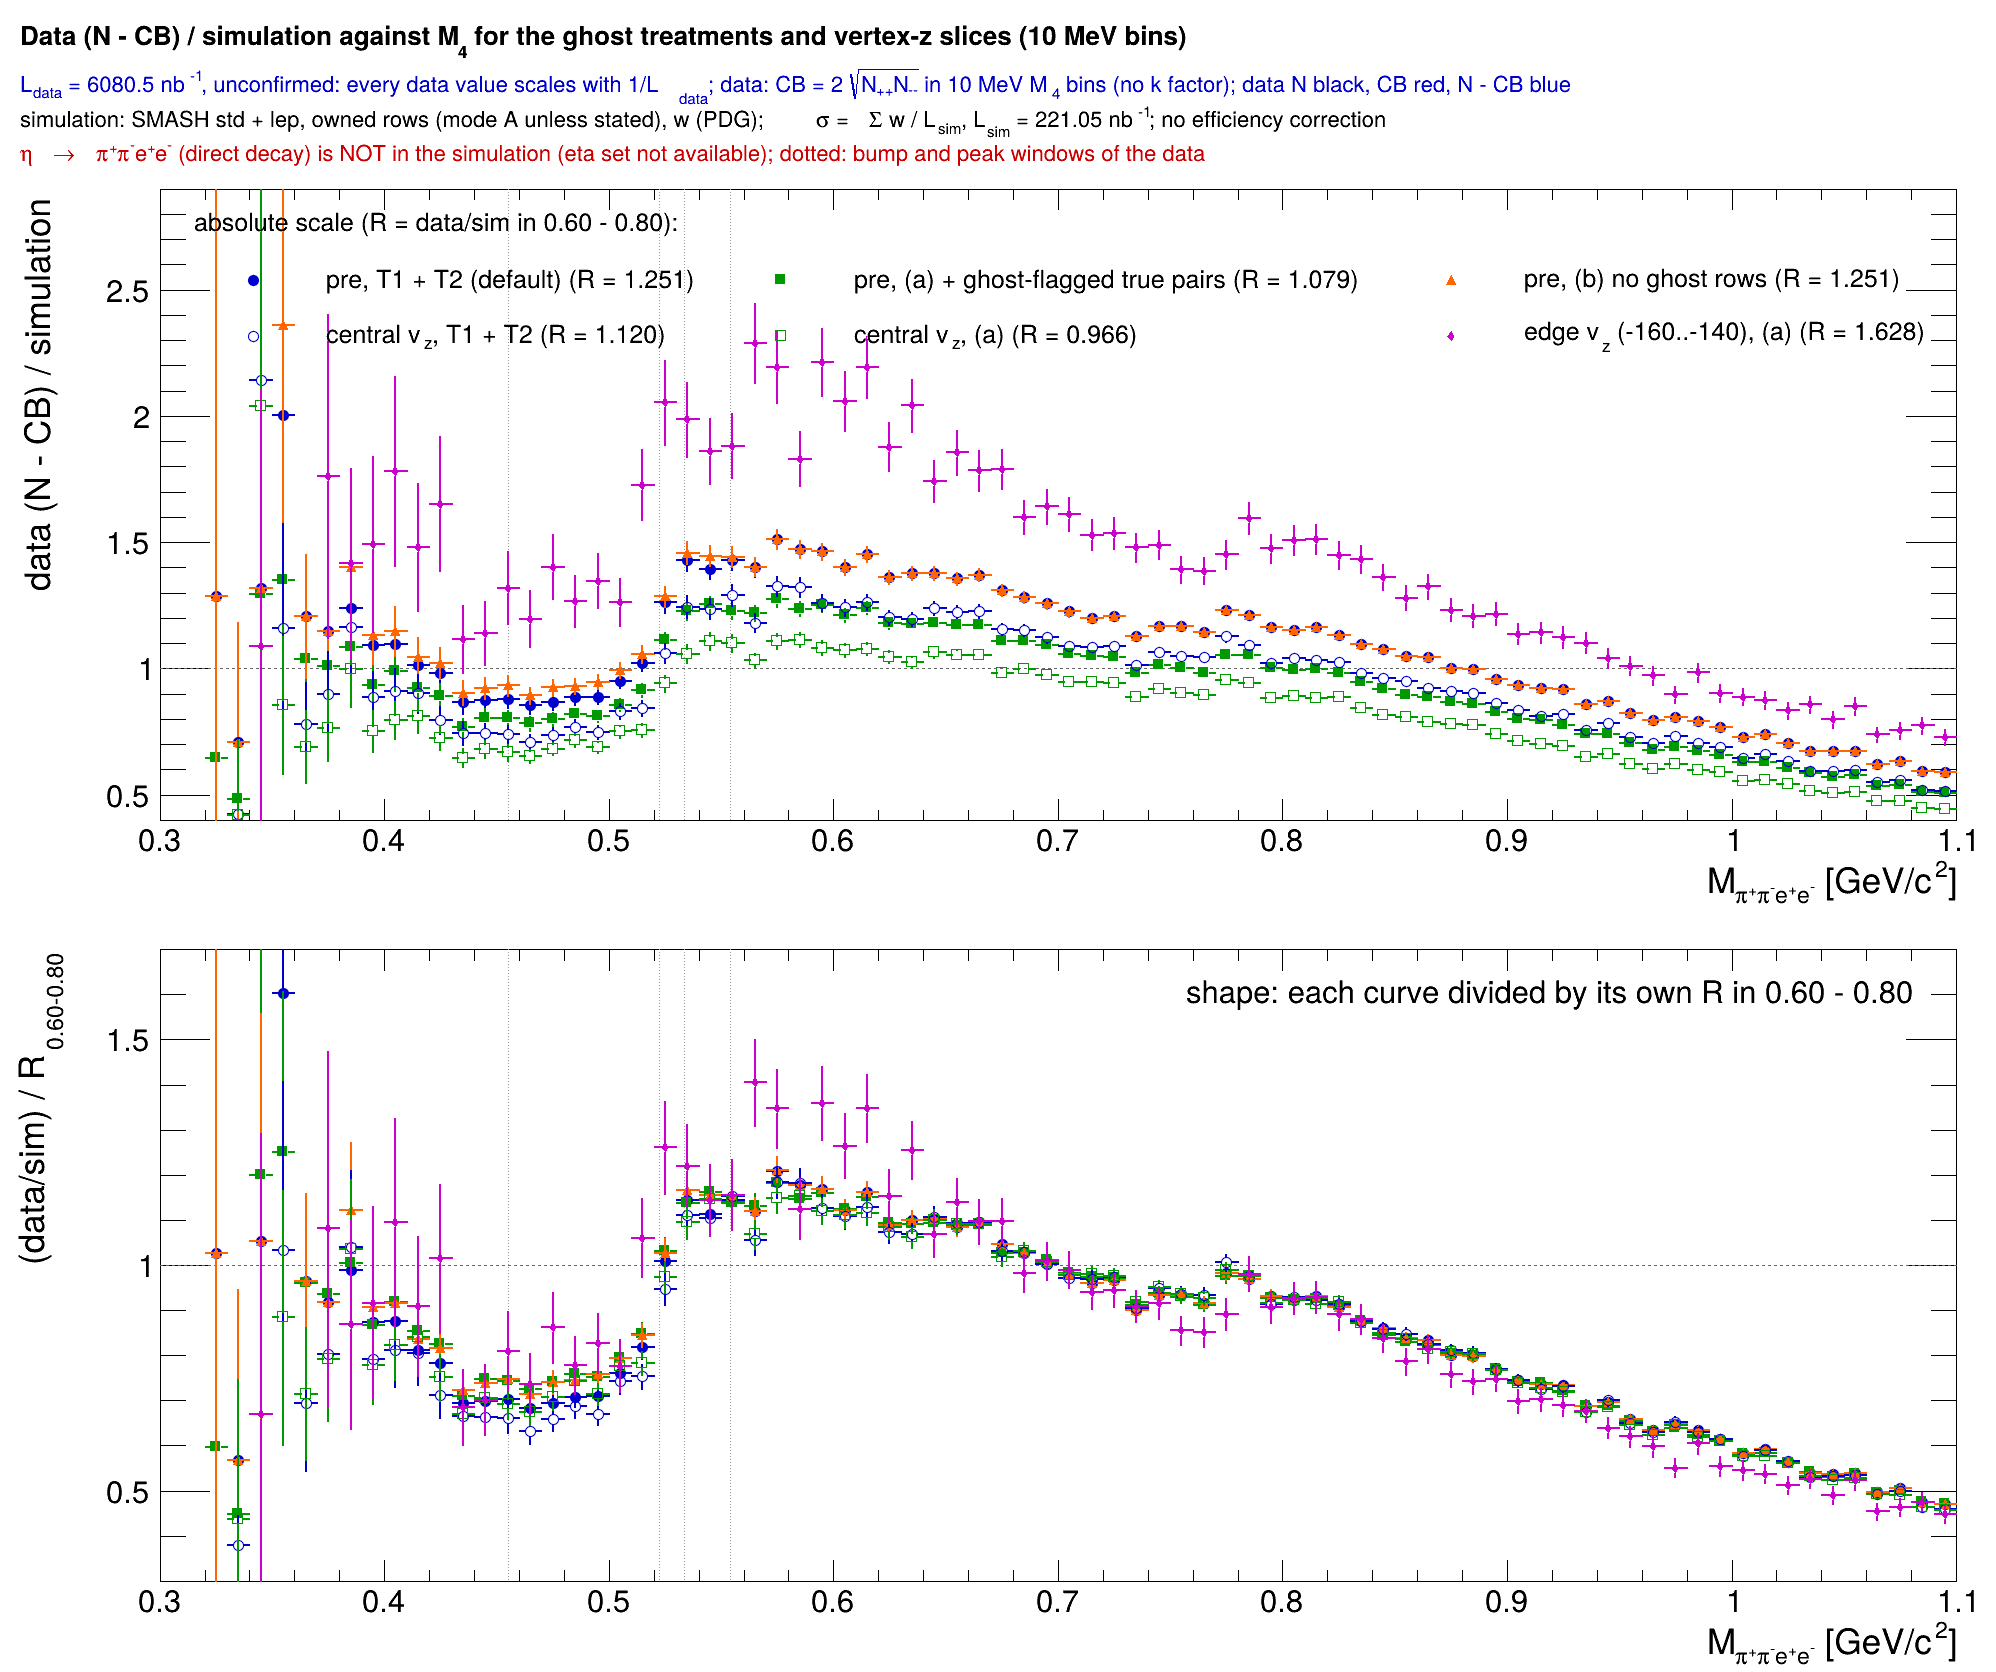 Data (N - CB) / simulation against M4 for the ghost treatments and vertex-z slices (10 MeV bins)
Ldata = 6080.5 nb-1, unconfirmed: every data value scales with 1/Ldata; data: CB = 2 √N++N-- in 10 MeV M4 bins (no k factor); data N black, CB red, N - CB blue
simulation: SMASH std + lep, owned rows (mode A unless stated), w (PDG); σ = Σ w / Lsim, Lsim = 221.05 nb-1; no efficiency correction
η → π+π-e+e- (direct decay) is NOT in the simulation (eta set not available); dotted: bump and peak windows of the data
data (N - CB) / simulation
absolute scale (R = data/sim in 0.60 - 0.80):
pre, T1 + T2 (default) (R = 1.251)
pre, (a) + ghost-flagged true pairs (R = 1.079)
pre, (b) no ghost rows (R = 1.251)
central vz, T1 + T2 (R = 1.120)
central vz, (a) (R = 0.966)
edge vz (-160..-140), (a) (R = 1.628)
2.5
2
1.5
1
0.5
0.3 0.4 0.5 0.6 0.7 0.8 0.9 1 1.1
Mπ+π-e+e- [GeV/c2]
(data/sim) / R0.60-0.80
shape: each curve divided by its own R in 0.60 - 0.80
1.5
1
0.5
0.3 0.4 0.5 0.6 0.7 0.8 0.9 1 1.1
Mπ+π-e+e- [GeV/c2]